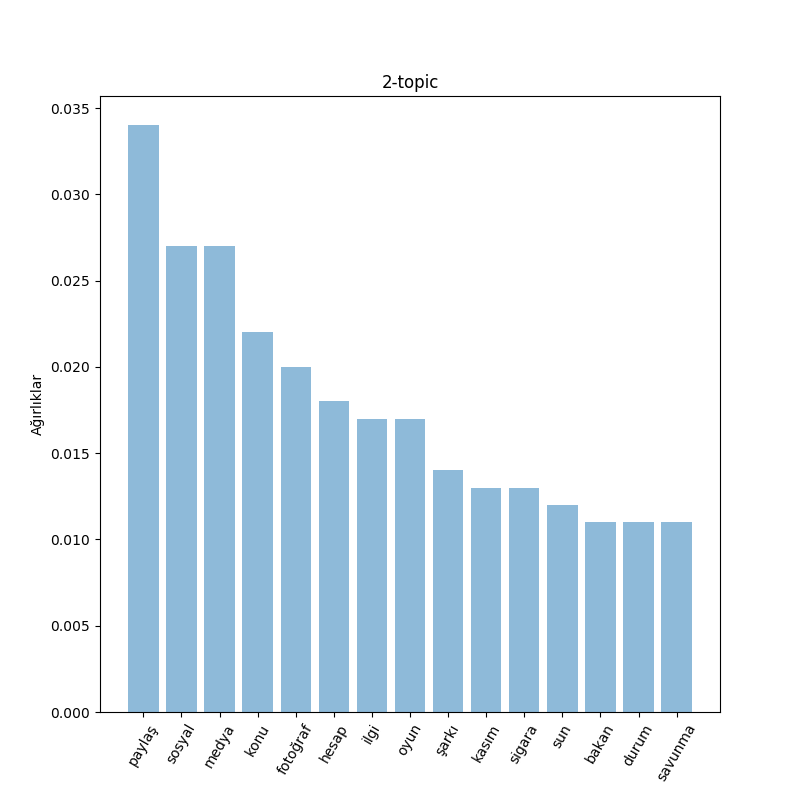 2-topic
Ağırlıklar
0.035
0.030
0.025
0.020
0.015
0.010
0.005
0.000
paylaş
sosyal
medya
konu
fotoğraf
hesap
ilgi
oyun
şarkı
kasım
sigara
sun
bakan
durum
savunma